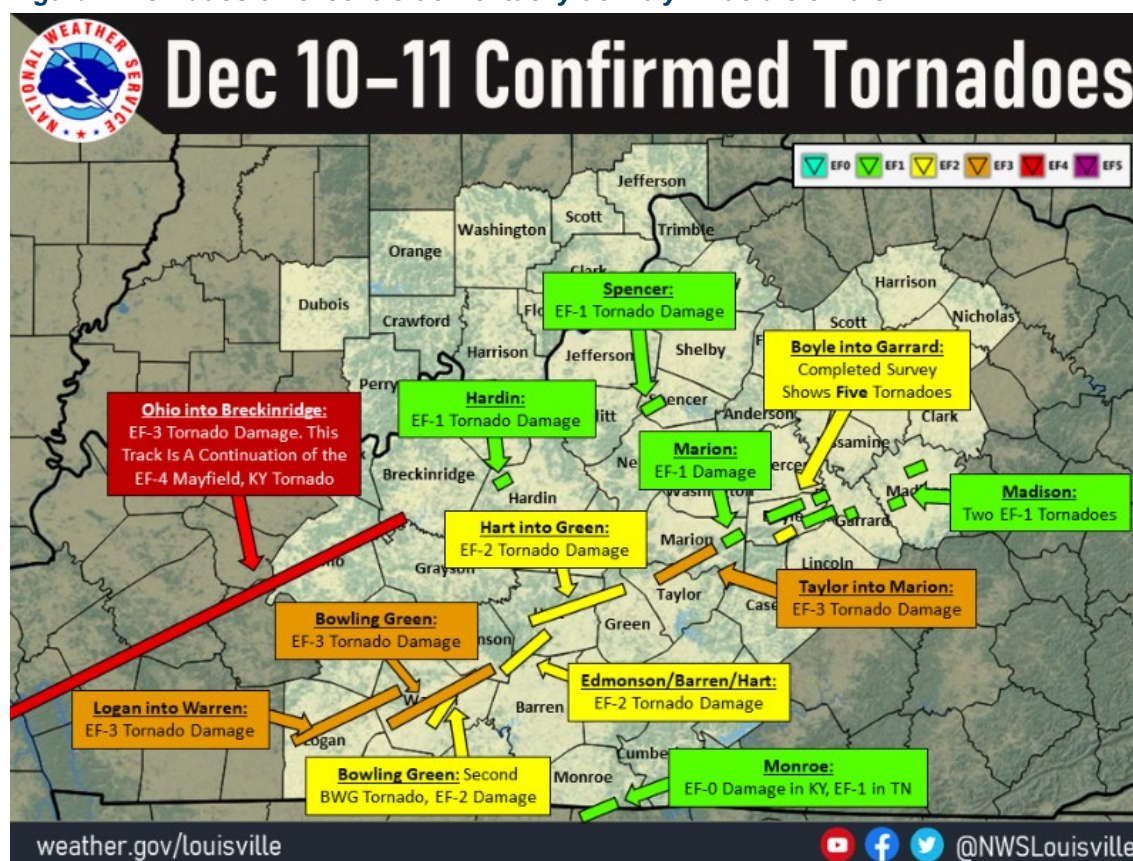 NATIONAL WEATHER SERVICE
Dec 10-11 Confirmed Tornadoes
EF0 EF1 EF2 EF3 EF4 EF5
Jefferson
Scott
Washington
Trimble
Orange
Clark
Harrison
Dubois
Crawford
Spencer:
EF-1 Tornado Damage
Scott
Nicholas
Harrison
Jefferson
Shelby
Boyle into Garrard:
Completed Survey
Shows Five Tornadoes
Perry
Hardin:
EF-1 Tornado Damage
Ohio into Breckinridge:
EF-3 Tornado Damage. This
Track Is A Continuation of the
EF-4 Mayfield, KY Tornado
Spencer
Anderson
Clark
Marion:
EF-1 Damage
Breckinridge
Hardin
Washington
Madison:
Two EF-1 Tornadoes
Hart into Green:
EF-2 Tornado Damage
Marion
Garrard
Lincoln
Grayson
Taylor
Taylor into Marion:
EF-3 Tornado Damage
Bowling Green:
EF-3 Tornado Damage
Green
Edmonson/Barren/Hart:
EF-2 Tornado Damage
Logan into Warren:
EF-3 Tornado Damage
Barren
Logan
Bowling Green: Second
BWG Tornado, EF-2 Damage
Monroe
Monroe:
EF-0 Damage in KY, EF-1 in TN
weather.gov/louisville
@NWSLouisville